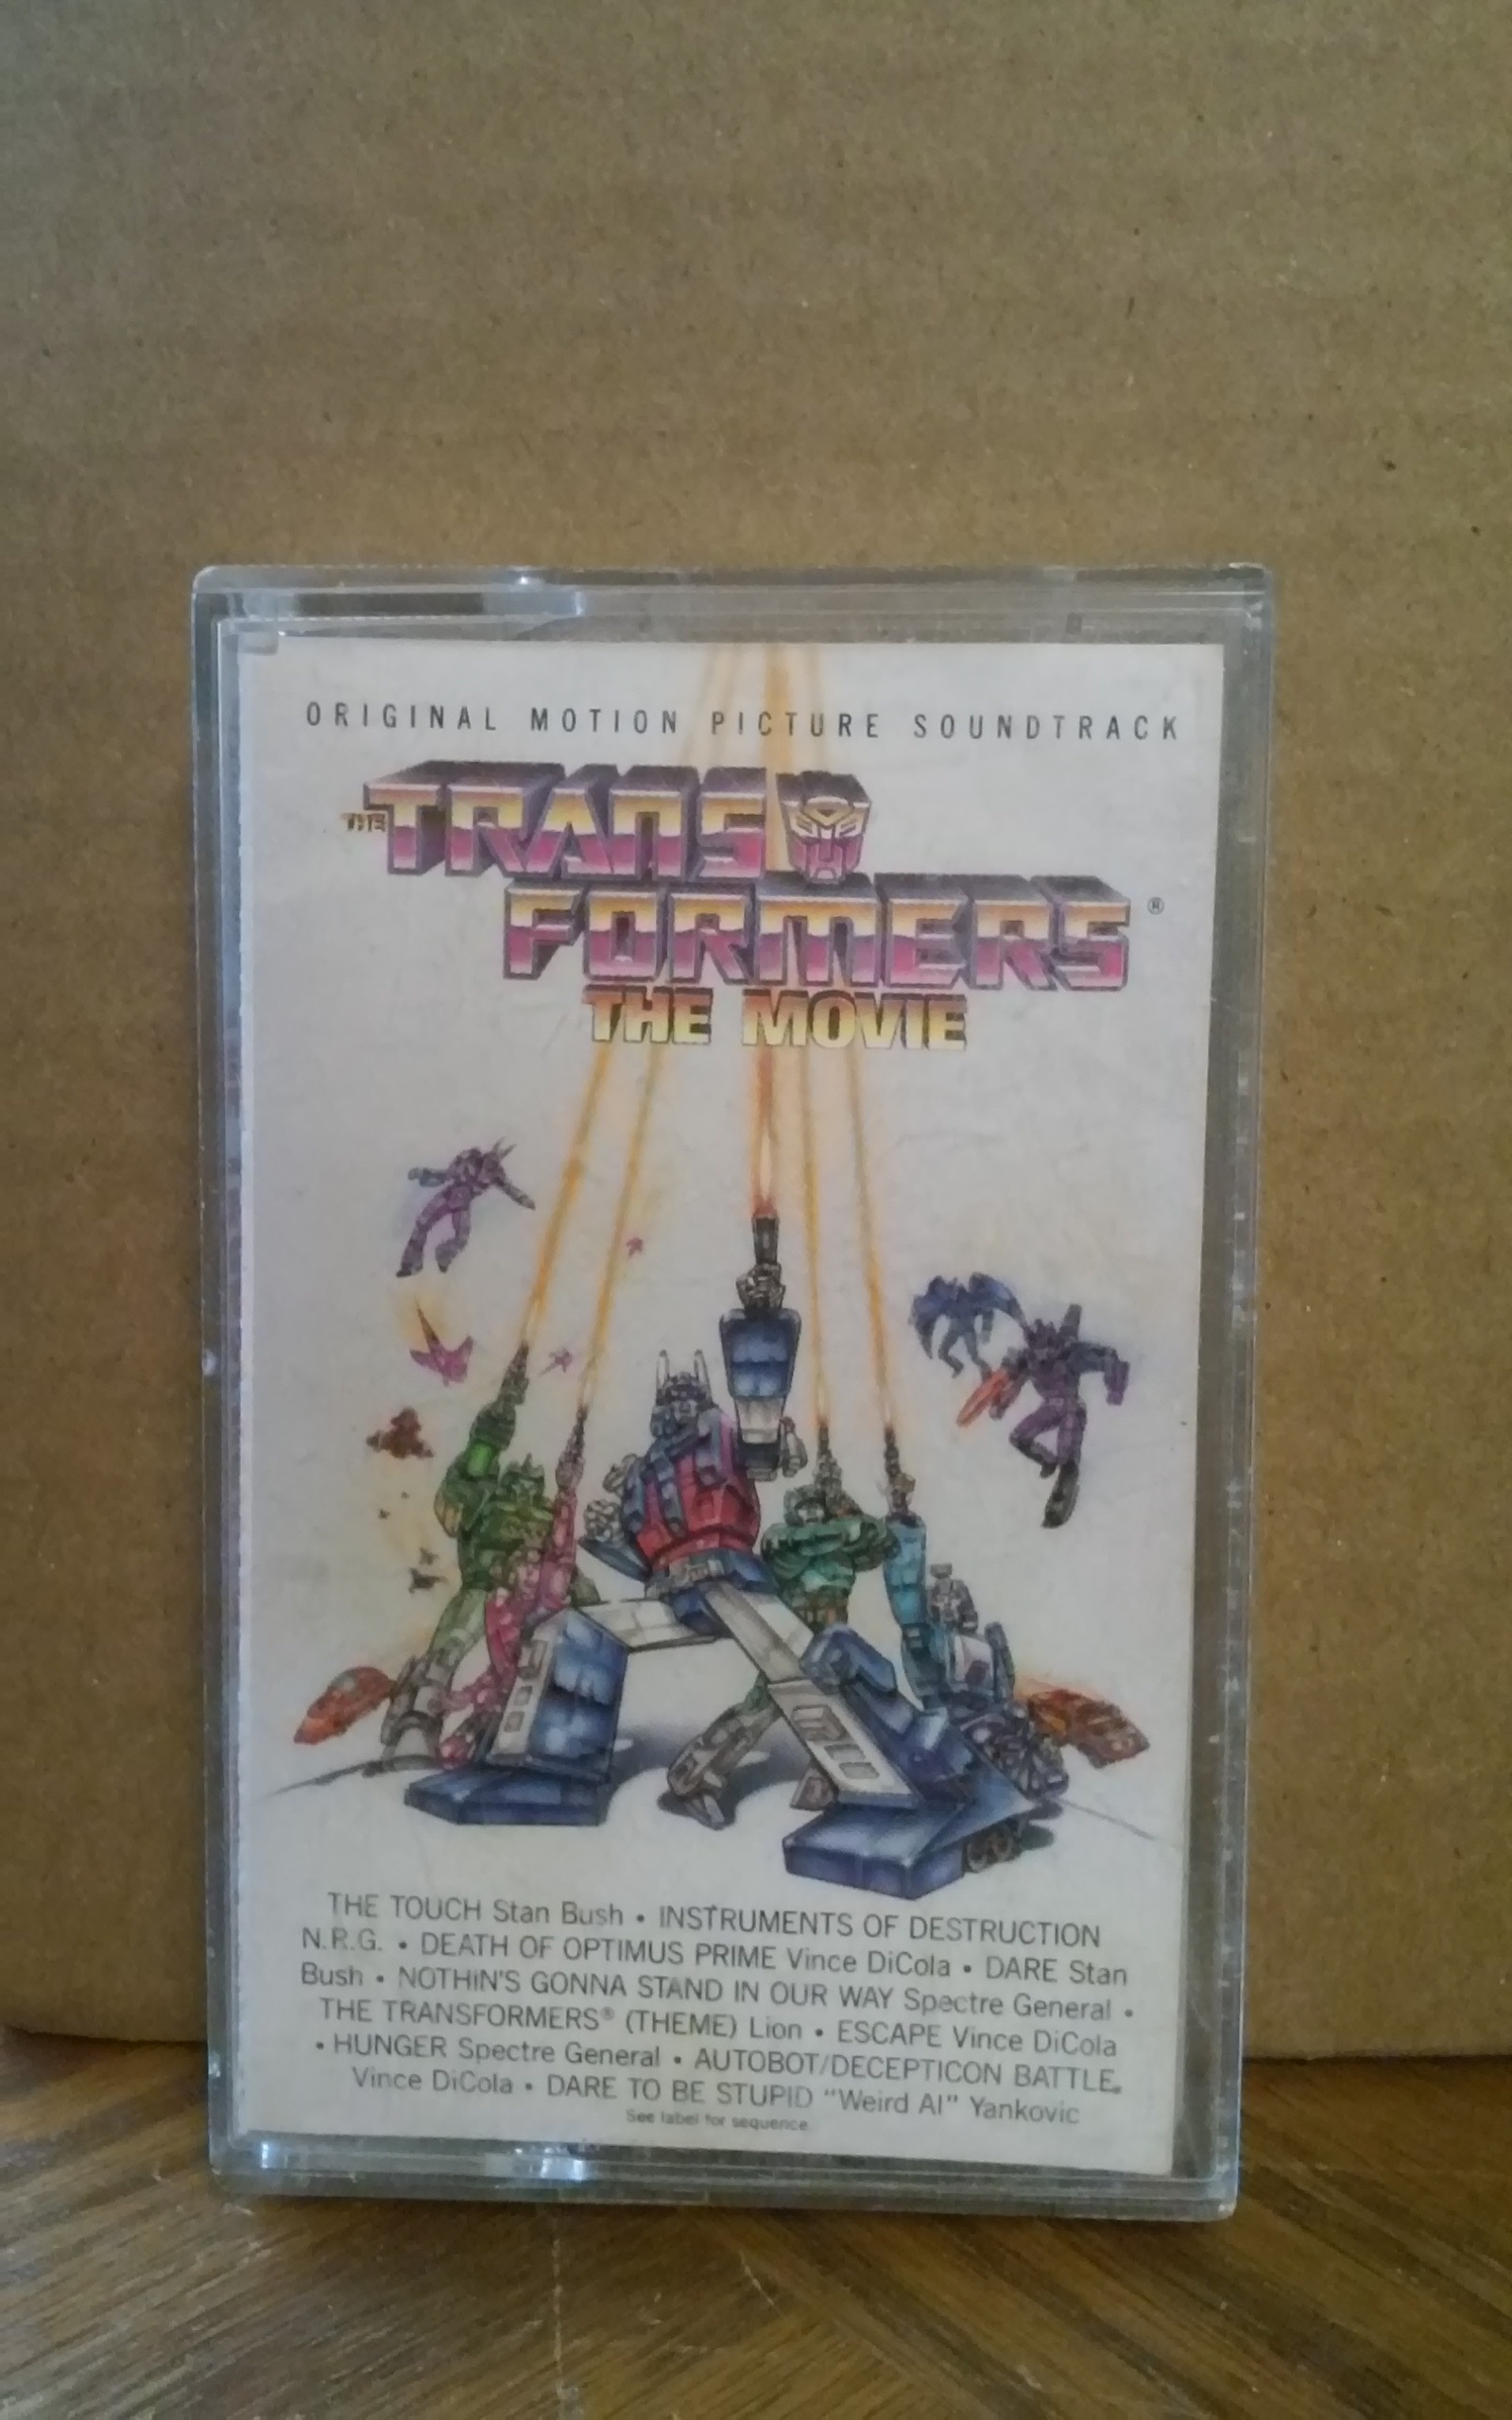 ORIGINAL MOTION PICTURE SOUNDTRACK
THE TRANS
FORMERS®
THE MOVIE
THE TOUCH Stan Bush • INSTRUMENTS OF DESTRUCTION
N.R.G. • DEATH OF OPTIMUS PRIME Vince DiCola • DARE Stan
Bush • NOTHIN'S GONNA STAND IN OUR WAY Spectre General •
THE TRANSFORMERS® (THEME) Lion • ESCAPE Vince DiCola
• HUNGER Spectre General • AUTOBOT/DECEPTICON BATTLE
Vince DiCola • DARE TO BE STUPID "Weird Al" Yankovic
See label for sequence